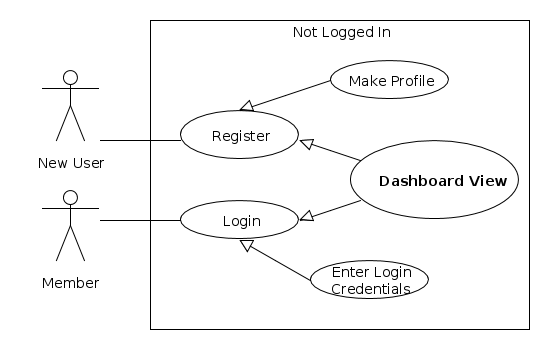 Not Logged In
Make Profile
Register
New User
Dashboard View
Login
Member
Enter Login
Credentials